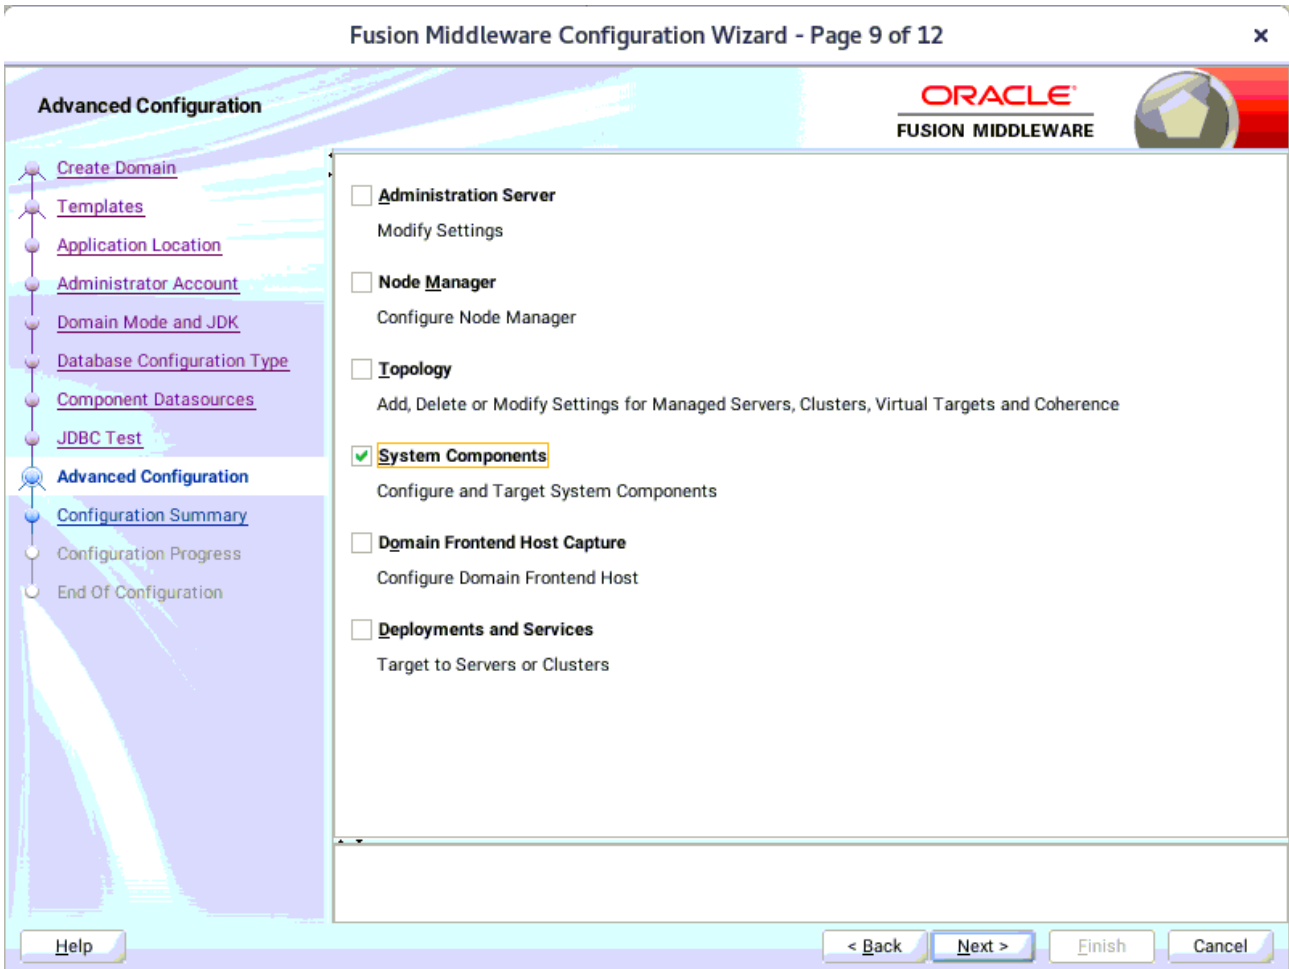 Fusion Middleware Configuration Wizard - Page 9 of 12
Advanced Configuration
ORACLE
FUSION MIDDLEWARE
Create Domain
Templates
Application Location
Administrator Account
Domain Mode and JDK
Database Configuration Type
Component Datasources
JDBC Test
Advanced Configuration
Configuration Summary
Configuration Progress
End Of Configuration
Administration Server
Modify Settings
Node Manager
Configure Node Manager
Topology
Add, Delete or Modify Settings for Managed Servers, Clusters, Virtual Targets and Coherence
System Components
Configure and Target System Components
Domain Frontend Host Capture
Configure Domain Frontend Host
Deployments and Services
Target to Servers or Clusters
Help
< Back
Next >
Finish
Cancel